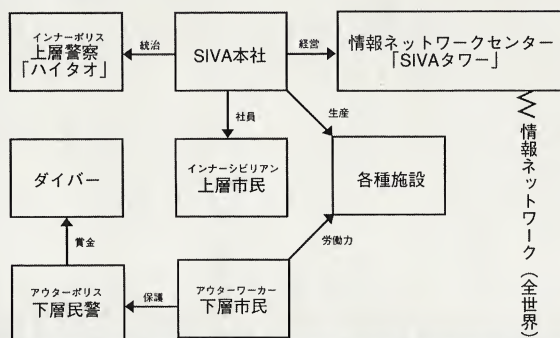 インナーポリス
上層警察
「ハイタオ」
統治
SIVA本社
経営
情報ネットワークセンター
「SIVAタワー」
社員
生産
情報ネットワーク（全世界）
ダイバー
インナーシビリアン
上層市民
各種施設
賞金
労働力
アウターポリス
下層民警
保護
アウターワーカー
下層市民